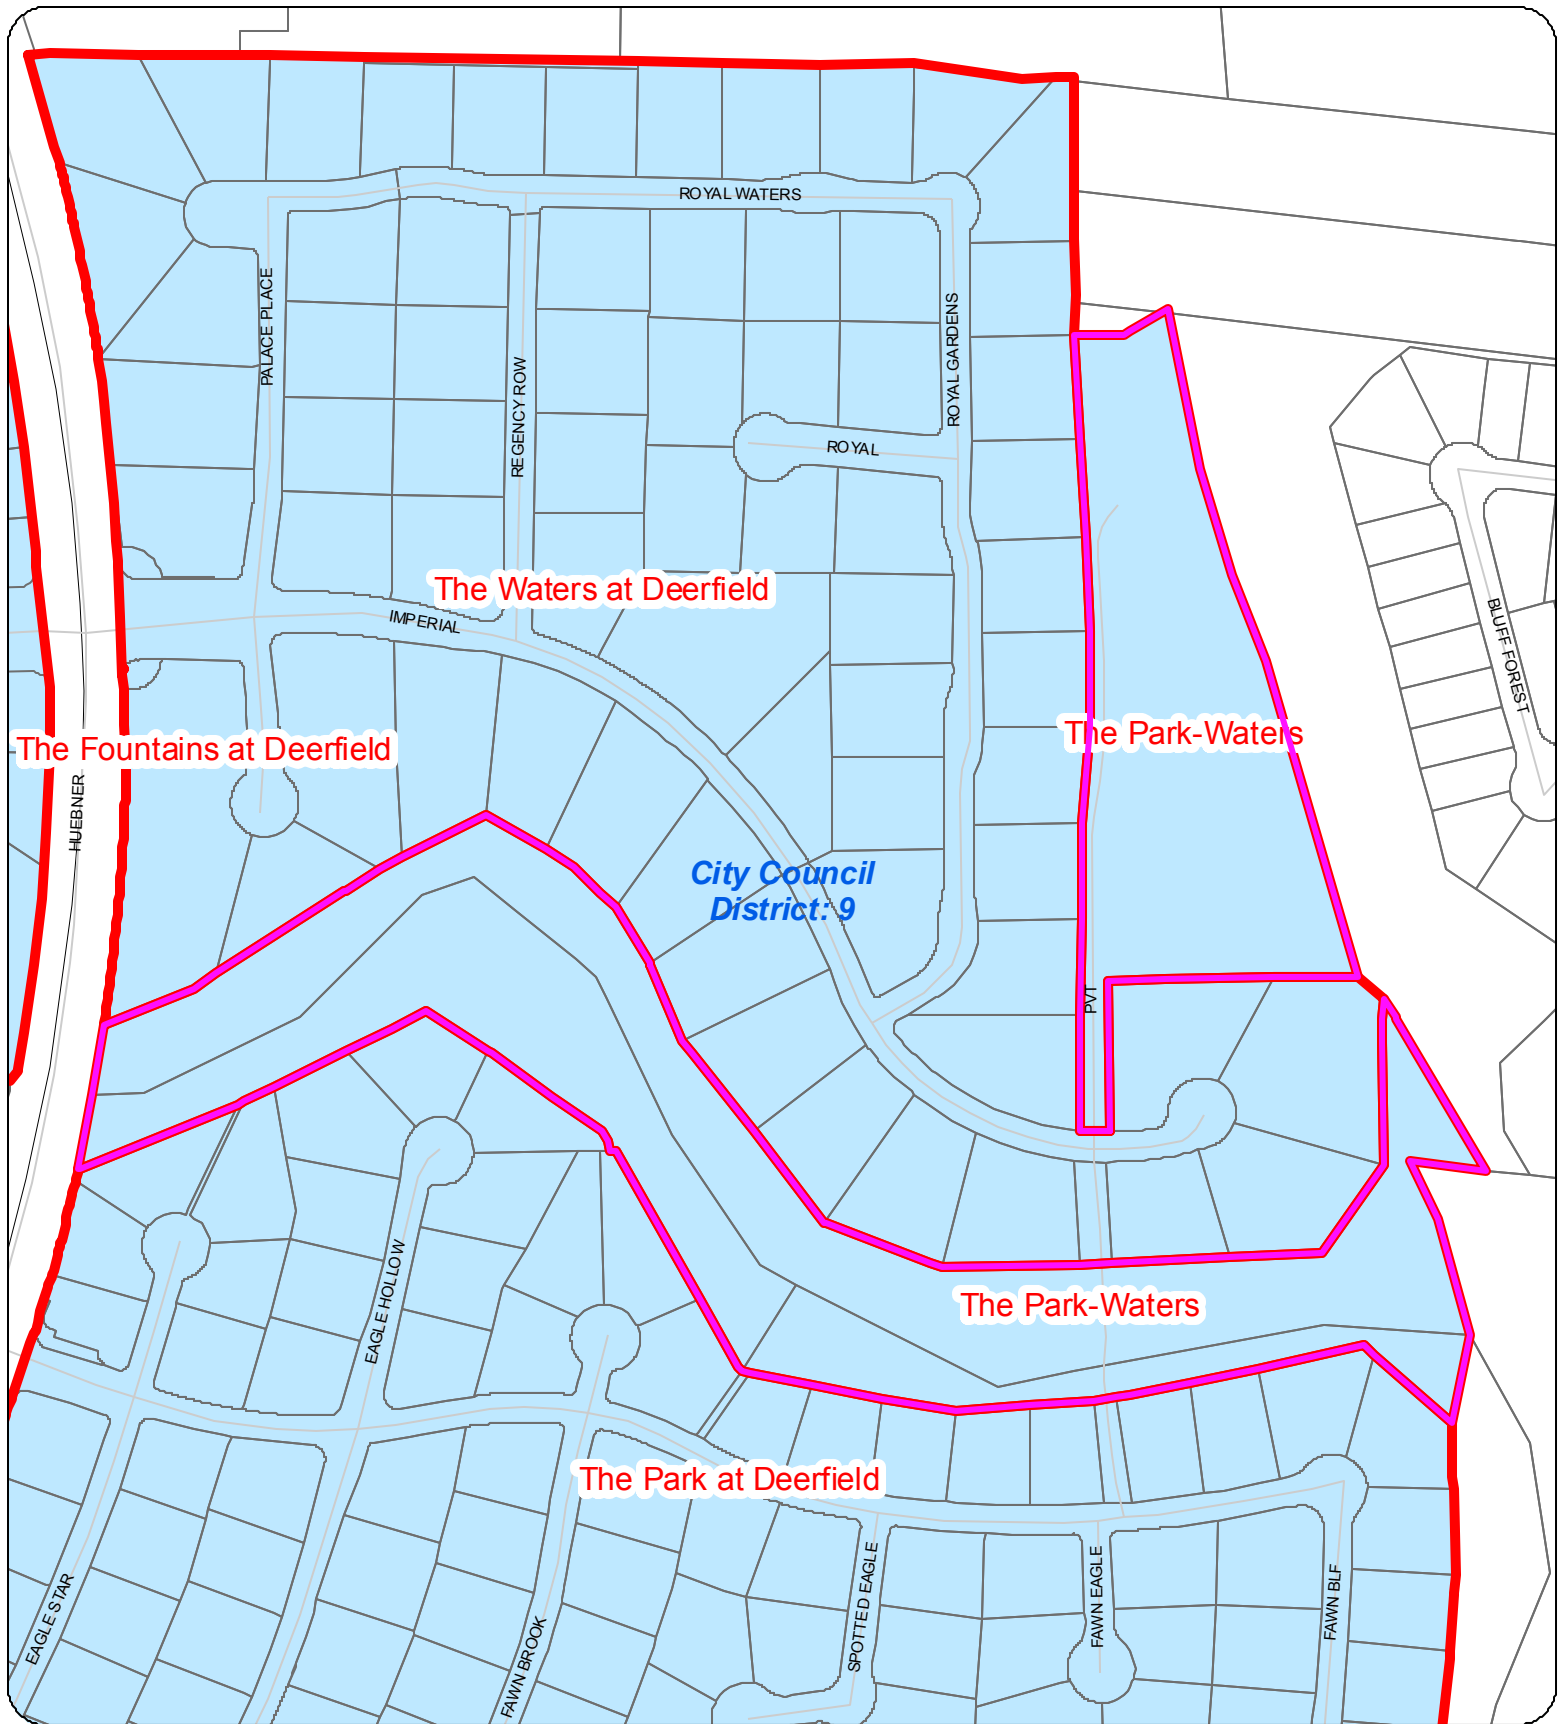 ROYAL WATERS
PALACE PLACE
REGENCY ROW
ROYAL GARDENS
ROYAL
The Waters at Deerfield
IMPERIAL
BLUFF FOREST
The Park-Waters
The Fountains at Deerfield
HUEBNER
City Council
District: 9
PVT
EAGLE HOLLOW
The Park-Waters
The Park at Deerfield
EAGLE STAR
FAWN BROOK
SPOTTED EAGLE
FAWN EAGLE
FAWN BLF